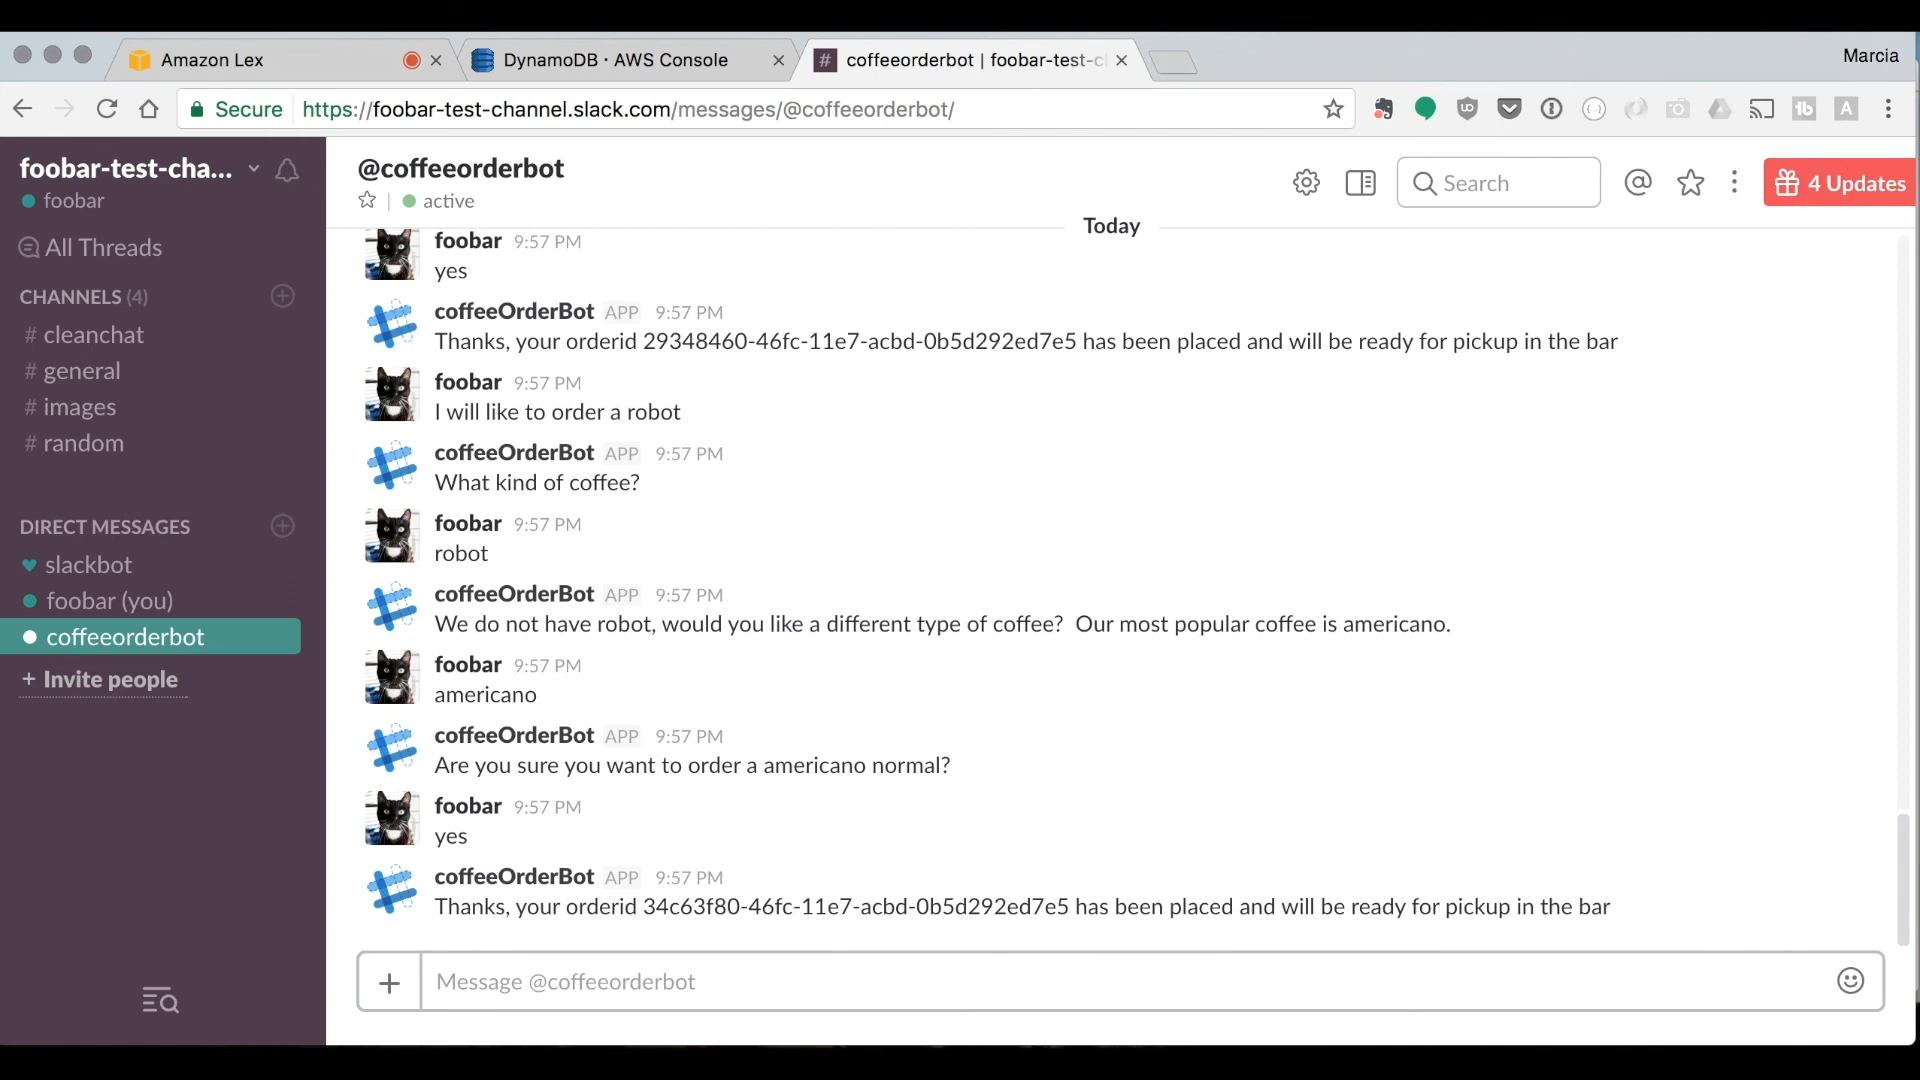 Amazon Lex
DynamoDB · AWS Console
coffeeorderbot | foobar-test-c
Marcia
Secure
https://foobar-test-channel.slack.com/messages/@coffeeorderbot/
foobar-test-cha...
foobar
All Threads
CHANNELS (4)
# cleanchat
# general
# images
# random
DIRECT MESSAGES
slackbot
foobar (you)
coffeeorderbot
+ Invite people
@coffeeorderbot
active
Search
4 Updates
Today
foobar 9:57 PM
yes
coffeeOrderBot APP 9:57 PM
Thanks, your orderid 29348460-46fc-11e7-acbd-0b5d292ed7e5 has been placed and will be ready for pickup in the bar
foobar 9:57 PM
I will like to order a robot
coffeeOrderBot APP 9:57 PM
What kind of coffee?
foobar 9:57 PM
robot
coffeeOrderBot APP 9:57 PM
We do not have robot, would you like a different type of coffee? Our most popular coffee is americano.
foobar 9:57 PM
americano
coffeeOrderBot APP 9:57 PM
Are you sure you want to order a americano normal?
foobar 9:57 PM
yes
coffeeOrderBot APP 9:57 PM
Thanks, your orderid 34c63f80-46fc-11e7-acbd-0b5d292ed7e5 has been placed and will be ready for pickup in the bar
Message @coffeeorderbot